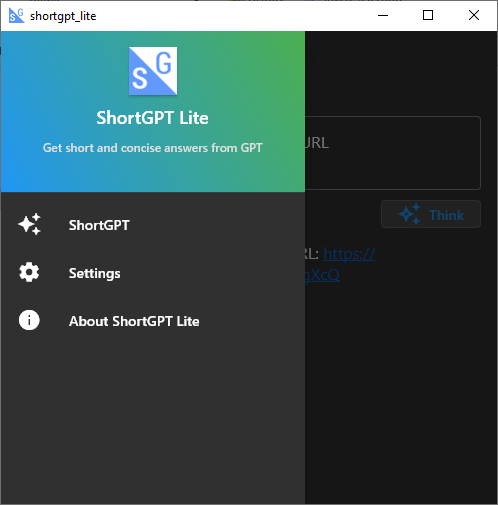 shortgpt_lite
SG
ShortGPT Lite
Get short and concise answers from GPT
ShortGPT
Settings
About ShortGPT Lite
URL
Think
RL: https://
gXcQ